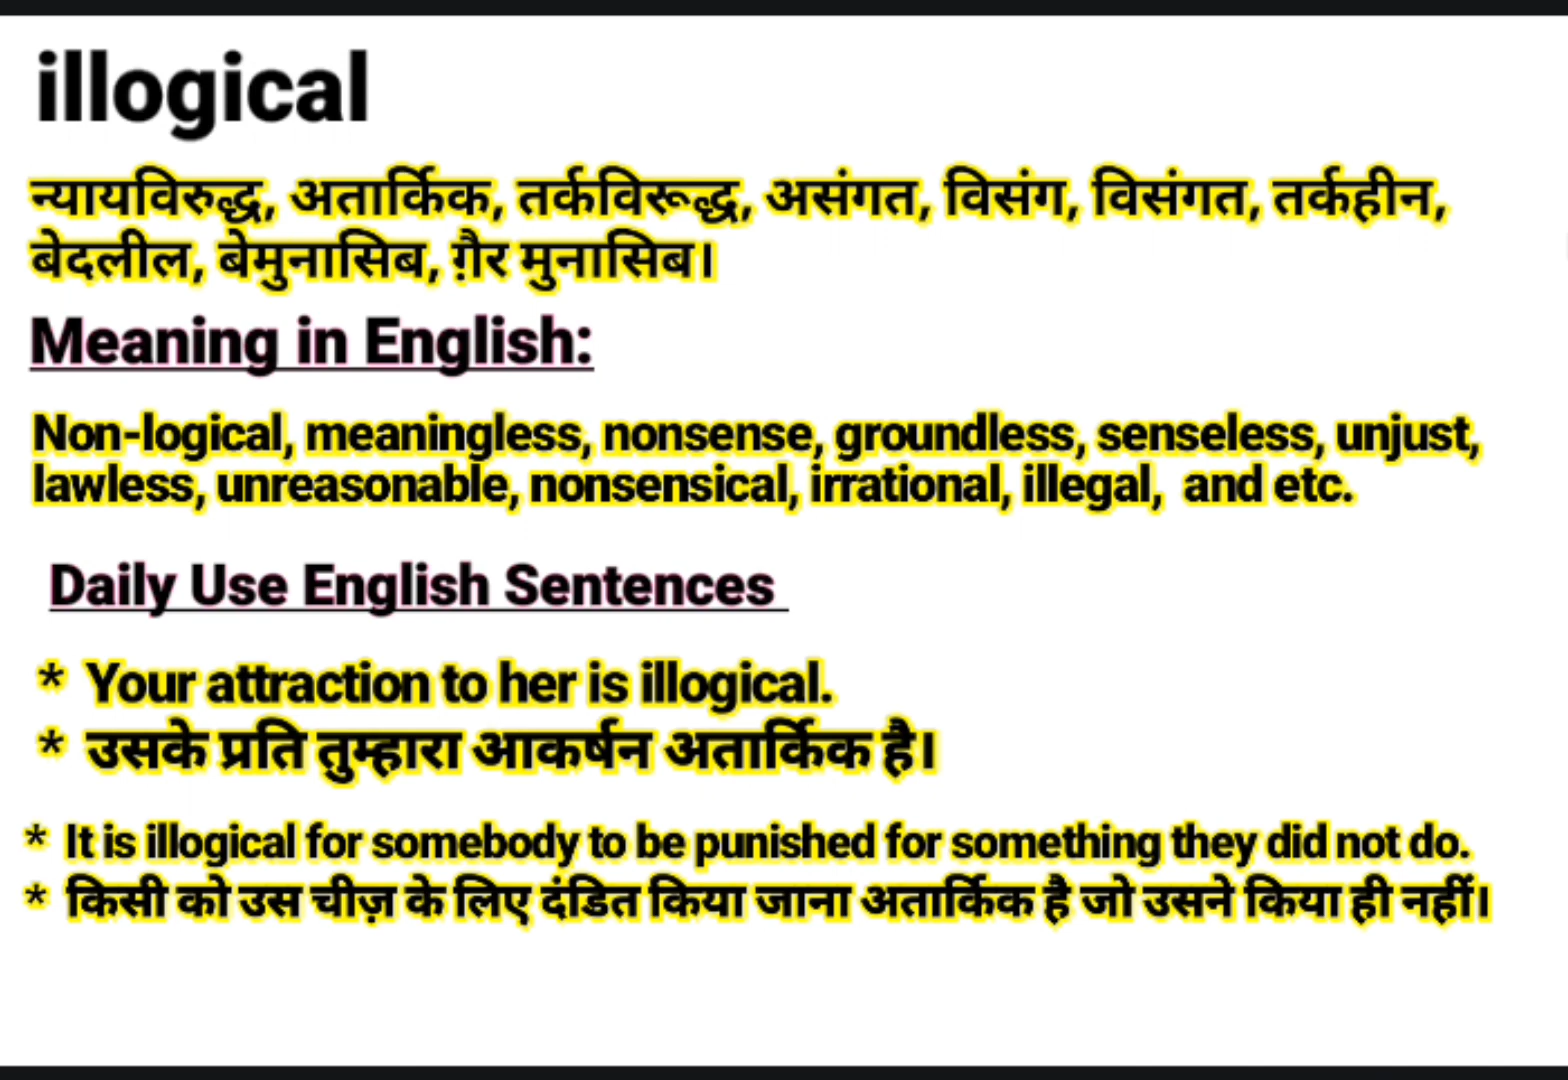 illogical
न्यायविरुद्ध, अतार्किक, तर्कविरूद्ध, असंगत, विसंग, विसंगत, तर्कहीन,
बेदलील, बेमुनासिब, ग़ैर मुनासिब।
Meaning in English:
Non-logical, meaningless, nonsense, groundless, senseless, unjust,
lawless, unreasonable, nonsensical, irrational, illegal,  and etc.
Daily Use English Sentences
* Your attraction to her is illogical.
* उसके प्रति तुम्हारा आकर्षन अतार्किक है।
* It is illogical for somebody to be punished for something they did not do.
* किसी को उस चीज़ के लिए दंडित किया जाना अतार्किक है जो उसने किया ही नहीं।